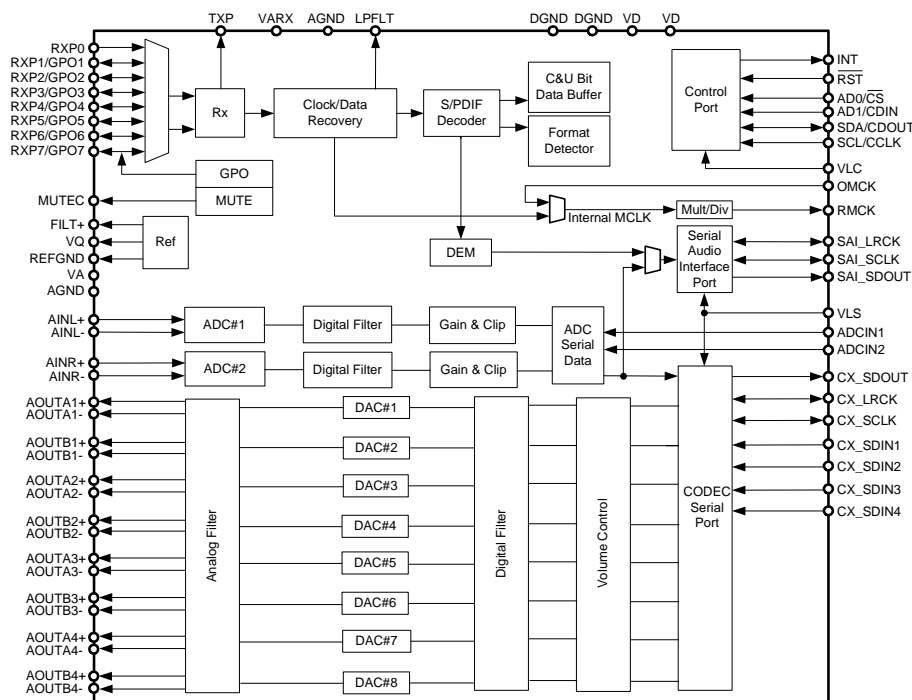 TXP VARX AGND LPFLT DGND DGND VD VD
RXP0
RXP1/GPO1
RXP2/GPO2
RXP3/GPO3
RXP4/GPO4
RXP5/GPO5
RXP6/GPO6
RXP7/GPO7
MUTEC
FILT+
VQ
REFGND
VA
AGND
AINL+
AINL-
AINR+
AINR-
AOUTA1+
AOUTA1-
AOUTB1+
AOUTB1-
AOUTA2+
AOUTA2-
AOUTB2+
AOUTB2-
AOUTA3+
AOUTA3-
AOUTB3+
AOUTB3-
AOUTA4+
AOUTA4-
AOUTB4+
AOUTB4-
Rx
Clock/Data
Recovery
S/PDIF
Decoder
C&U Bit
Data Buffer
Format
Detector
GPO
MUTE
Ref
Internal MCLK
Mult/Div
DEM
Control
Port
Serial
Audio
Interface
Port
ADC#1
Digital Filter
Gain & Clip
ADC#2
Digital Filter
Gain & Clip
ADC
Serial
Data
Analog Filter
DAC#1
DAC#2
DAC#3
DAC#4
DAC#5
DAC#6
DAC#7
DAC#8
Digital Filter
Volume Control
CODEC
Serial
Port
INT
RST
AD0/CS
AD1/CDIN
SDA/CDOUT
SCL/CCLK
VLC
OMCK
RMCK
SAI_LRCK
SAI_SCLK
SAI_SDOUT
VLS
ADCIN1
ADCIN2
CX_SDOUT
CX_LRCK
CX_SCLK
CX_SDIN1
CX_SDIN2
CX_SDIN3
CX_SDIN4